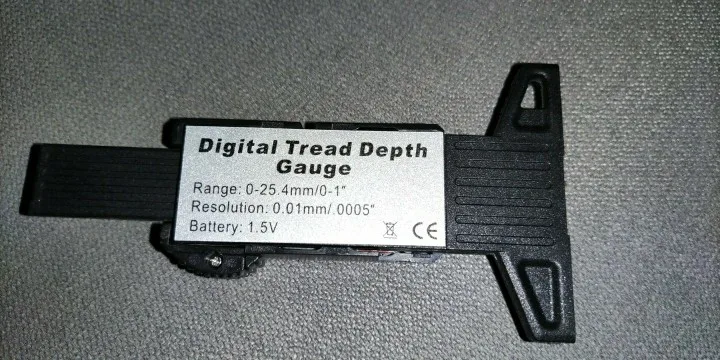 Digital Tread Depth
Gauge
Range: 0-25.4mm/0-1"
Resolution: 0.01mm/.0005"
Battery: 1.5V
CE